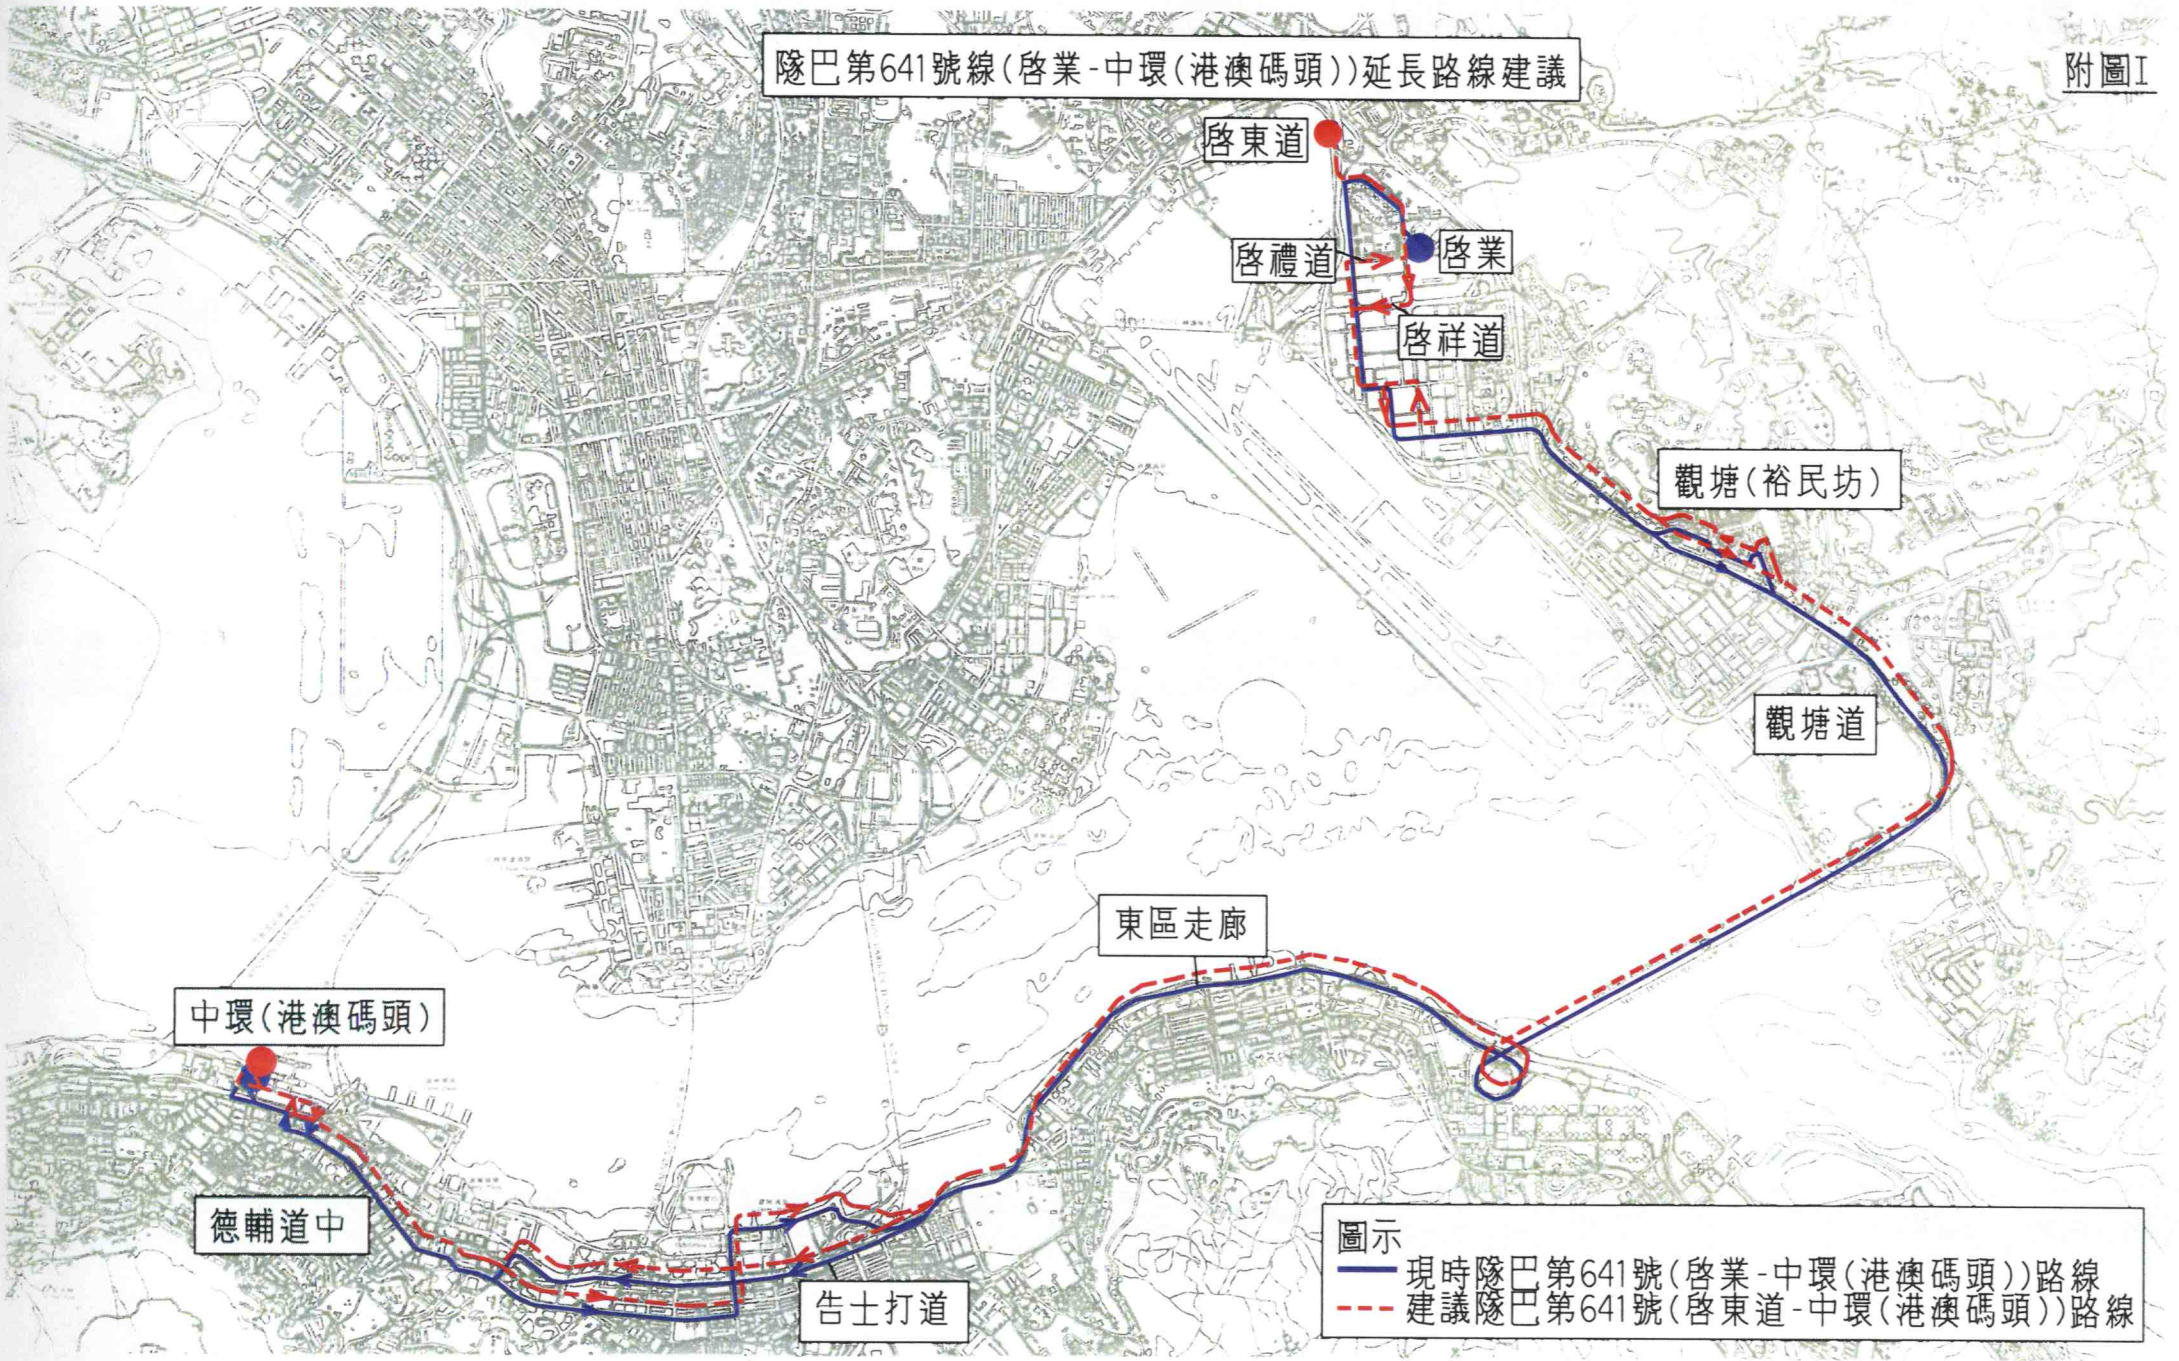 隧巴第641號線(啓業-中環(港澳碼頭))延長路線建議
附圖I
啓東道
啓禮道
啓業
啓祥道
觀塘(裕民坊)
觀塘道
東區走廊
中環(港澳碼頭)
德輔道中
告士打道
圖示
現時隧巴第641號(啓業-中環(港澳碼頭))路線
建議隧巴第641號(啓東道-中環(港澳碼頭))路線